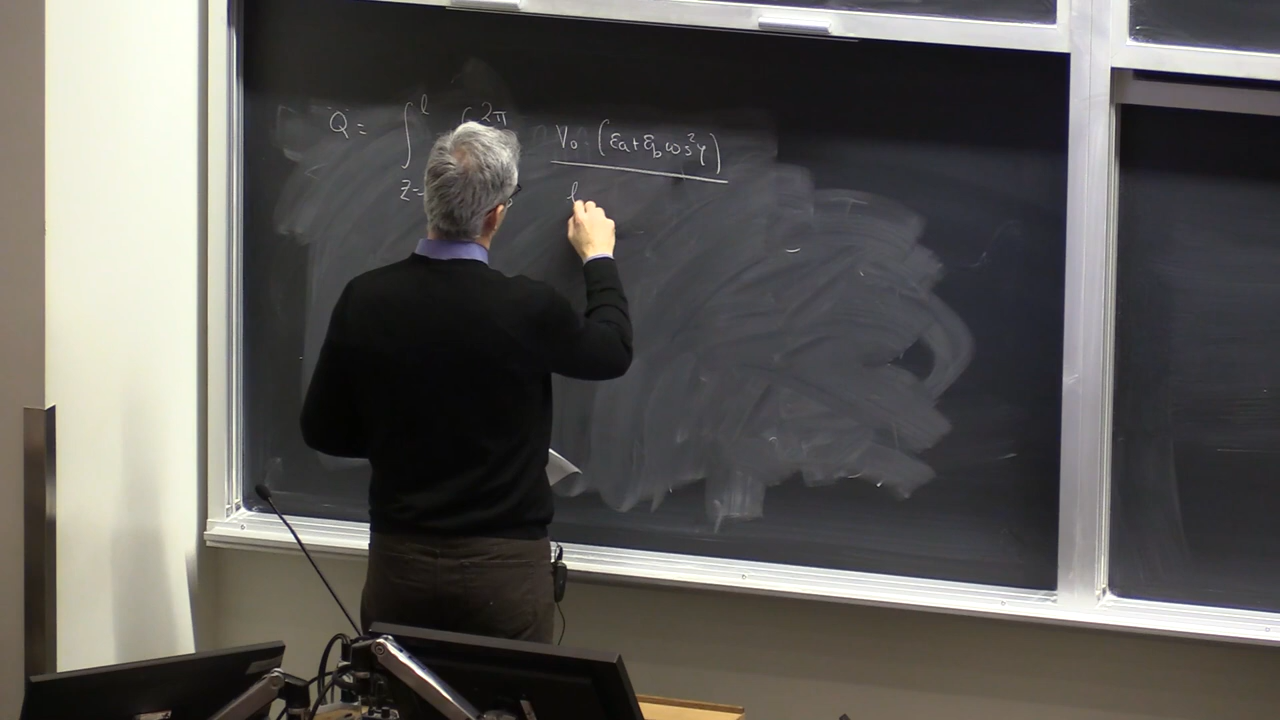 Q = ∫ l ∫ 2π V₀ (εa + εb cos²φ)
z= l